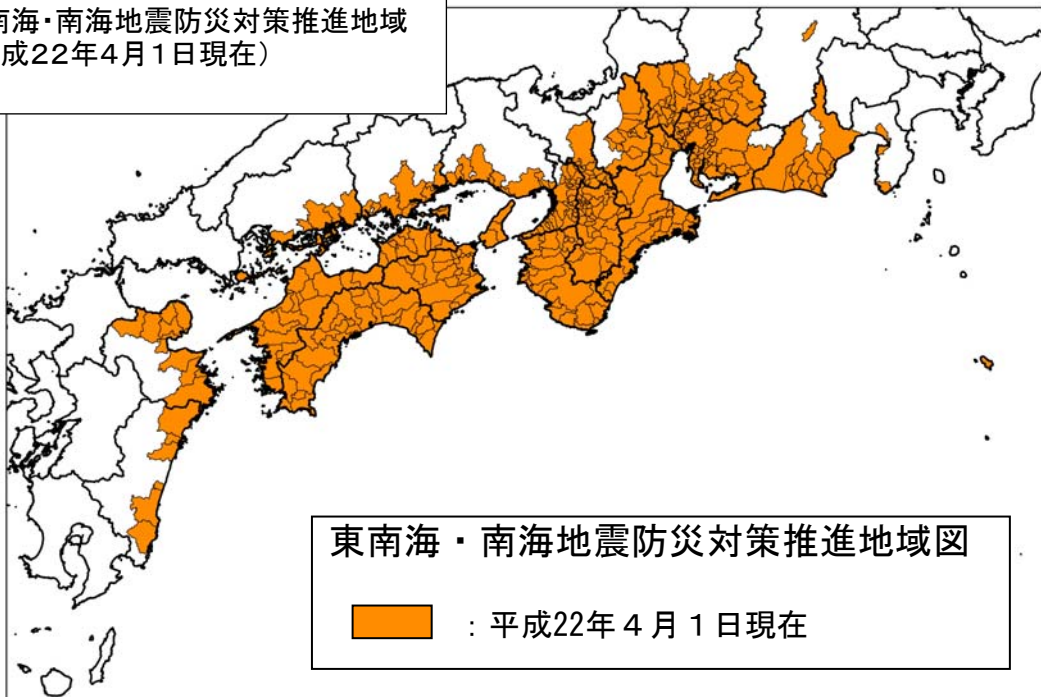 南海・南海地震防災対策推進地域
成22年4月1日現在）
東南海・南海地震防災対策推進地域図
：平成22年４月１日現在